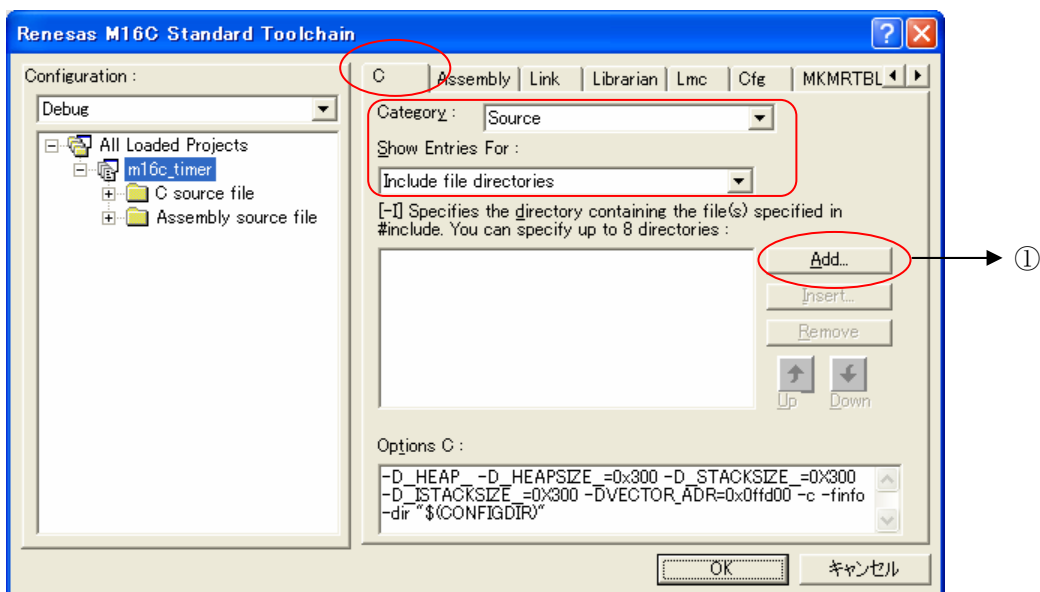 Renesas M16C Standard Toolchain
Configuration :
Debug
All Loaded Projects
m16c_timer
C source file
Assembly source file
C
Assembly
Link
Librarian
Lmc
Cfg
MKMRTBL
Category :
Source
Show Entries For :
Include file directories
[-I] Specifies the directory containing the file(s) specified in
#include. You can specify up to 8 directories :
Add...
①
Insert...
Remove
Up
Down
Options C :
-D_HEAP_ -D_HEAPSIZE_=0x300 -D_STACKSIZE_=0X300
-D_ISTACKSIZE_=0X300 -DVECTOR_ADR=0x0ffd00 -c -finfo
-dir "$(CONFIGDIR)"
OK
キャンセル